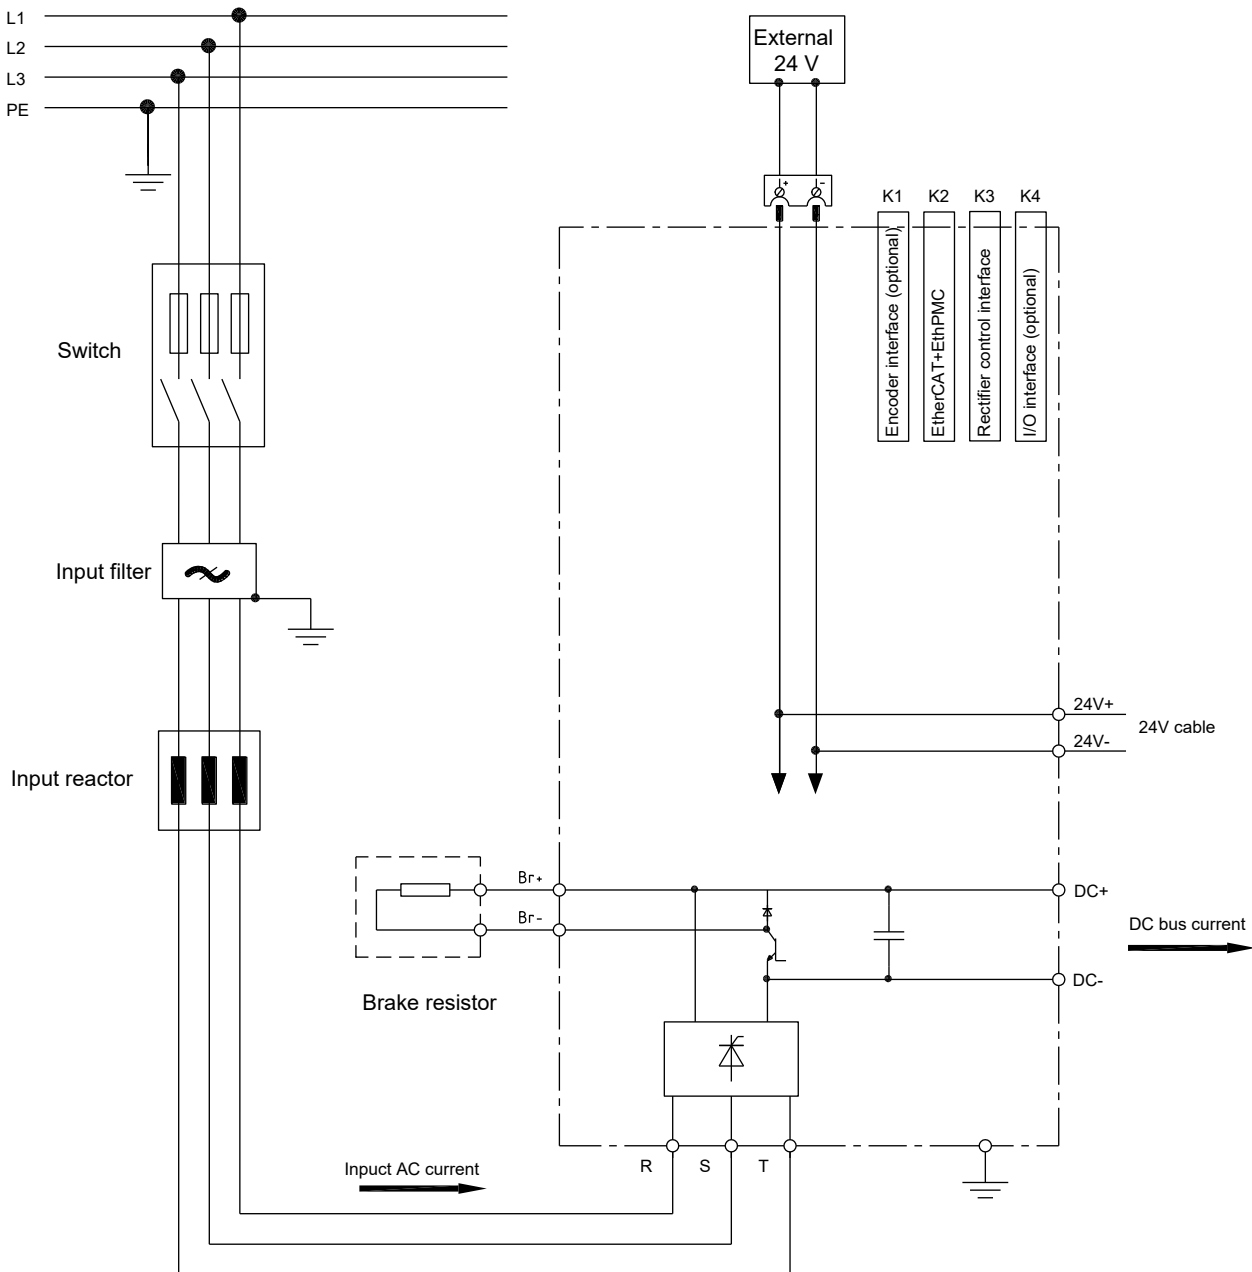 L1
L2
L3
PE
External
24 V
+ -
K1 K2 K3 K4
Encoder interface (optional)
EtherCAT+EthPMC
Rectifier control interface
I/O interface (optional)
Switch
Input filter
24V+
24V cable
24V-
Input reactor
Br+
DC+
Br-
DC bus current
DC-
Brake resistor
R S T
Inpuct AC current